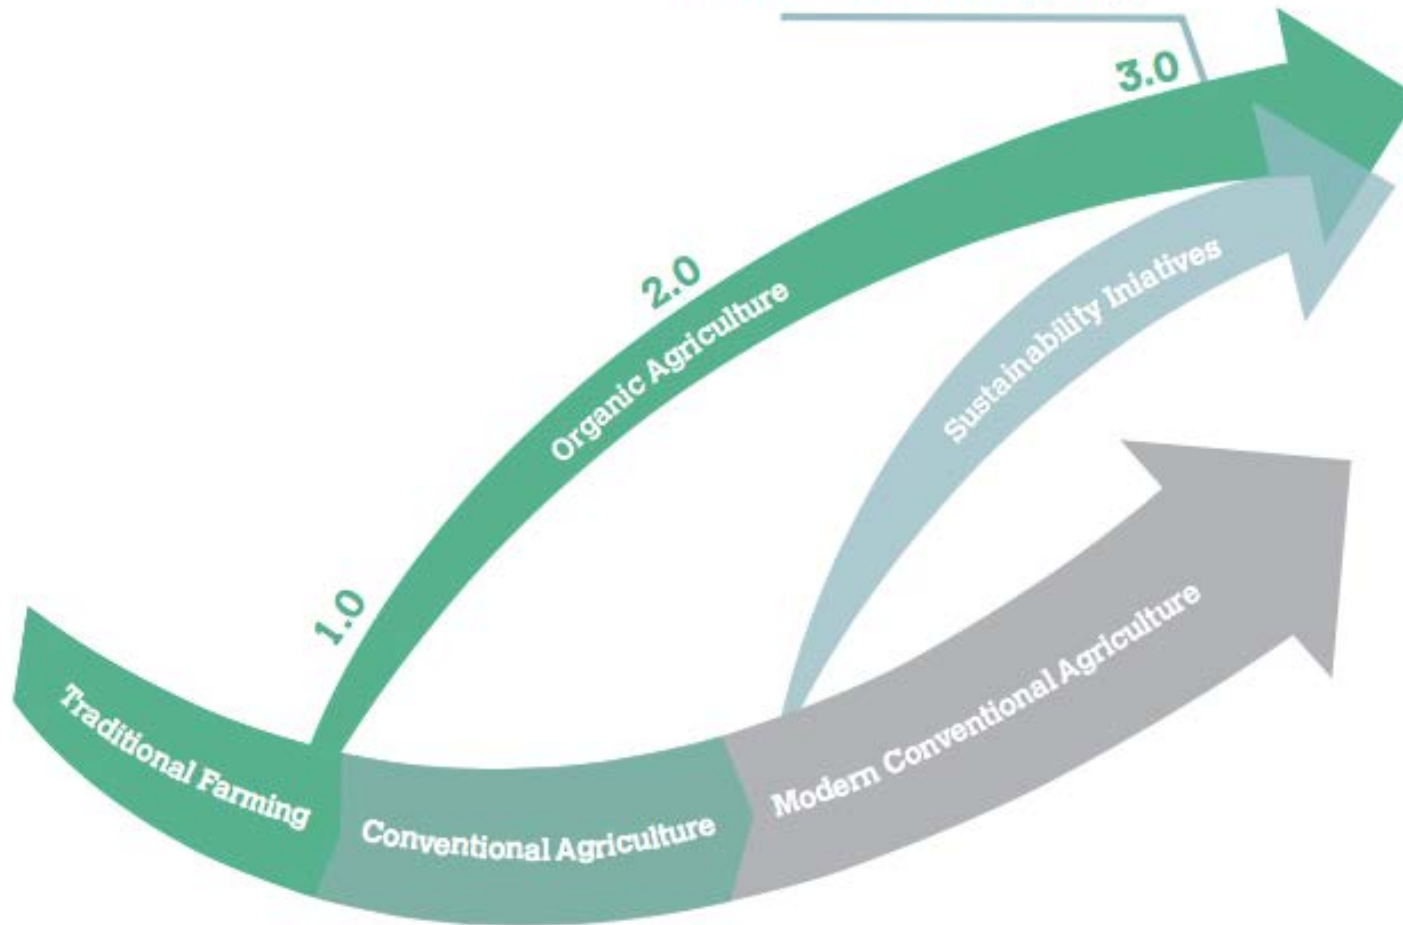 3.0
2.0
Organic Agriculture
Sustainability Iniatives
1.0
Traditional Farming
Conventional Agriculture
Modern Conventional Agriculture